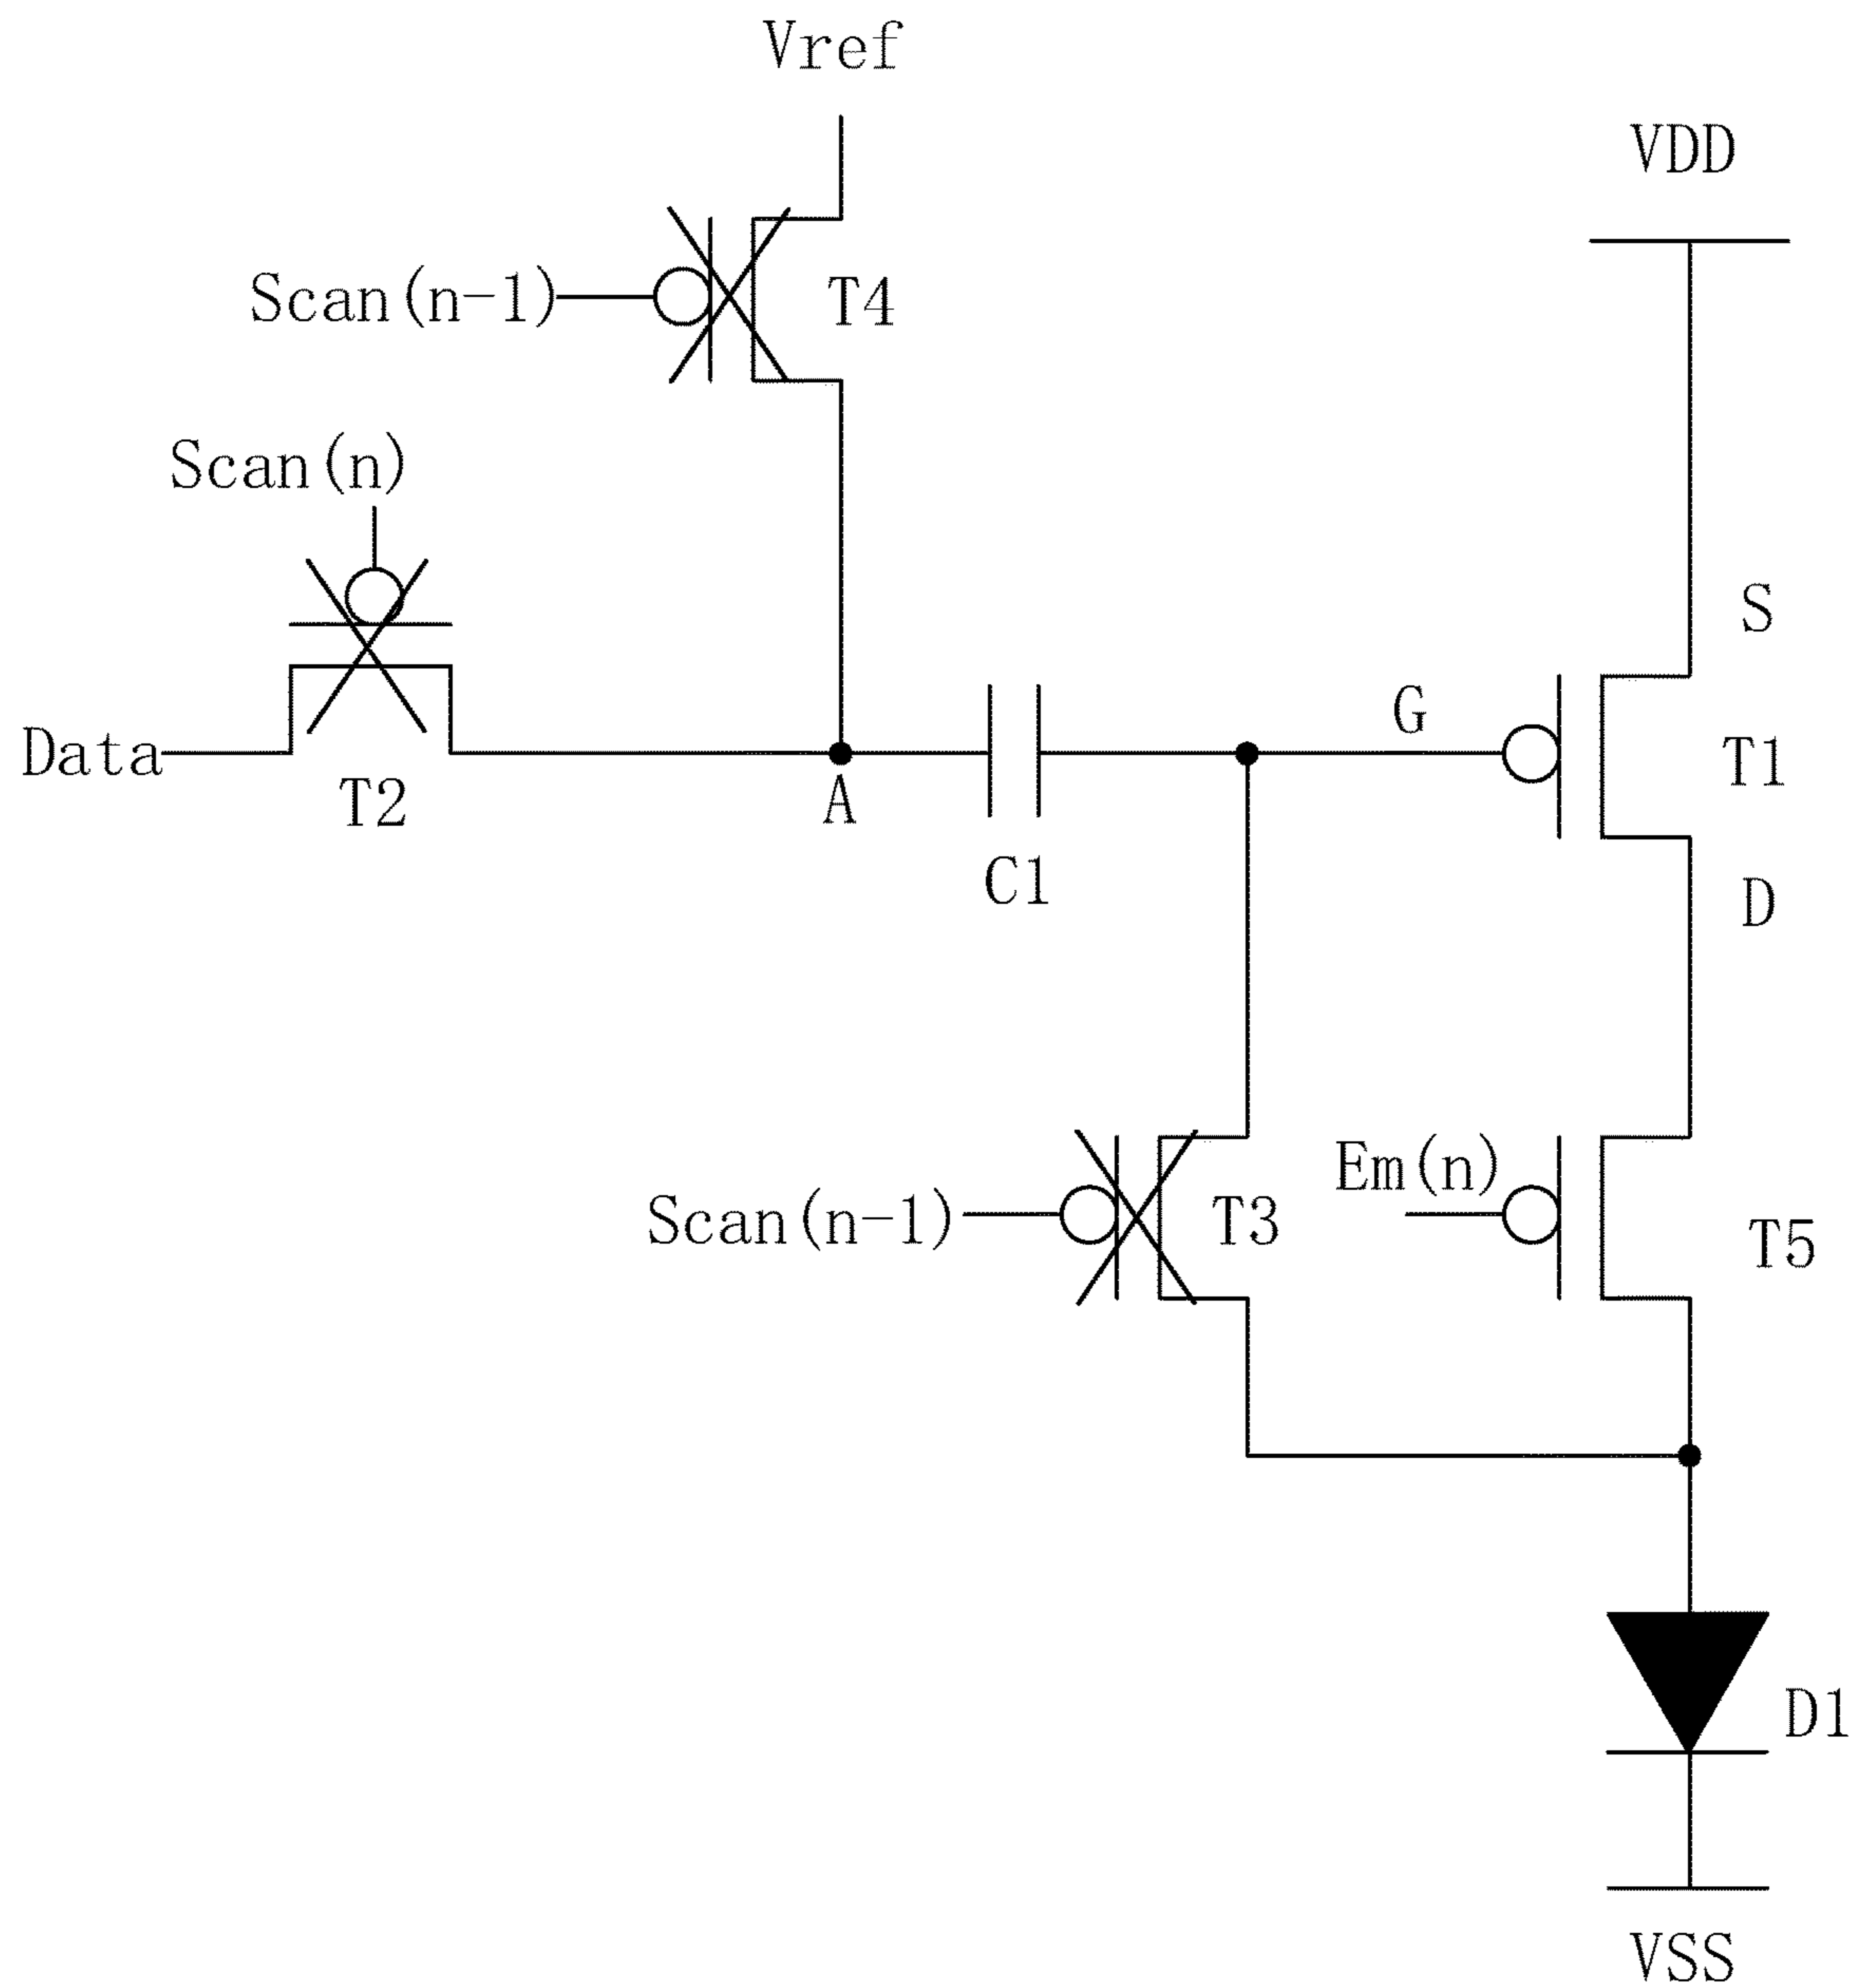 Vref
VDD
Scan(n-1)
T4
Scan(n)
S
G
T1
Data
T2
A
C1
D
Em(n)
Scan(n-1)
T3
T5
D1
VSS